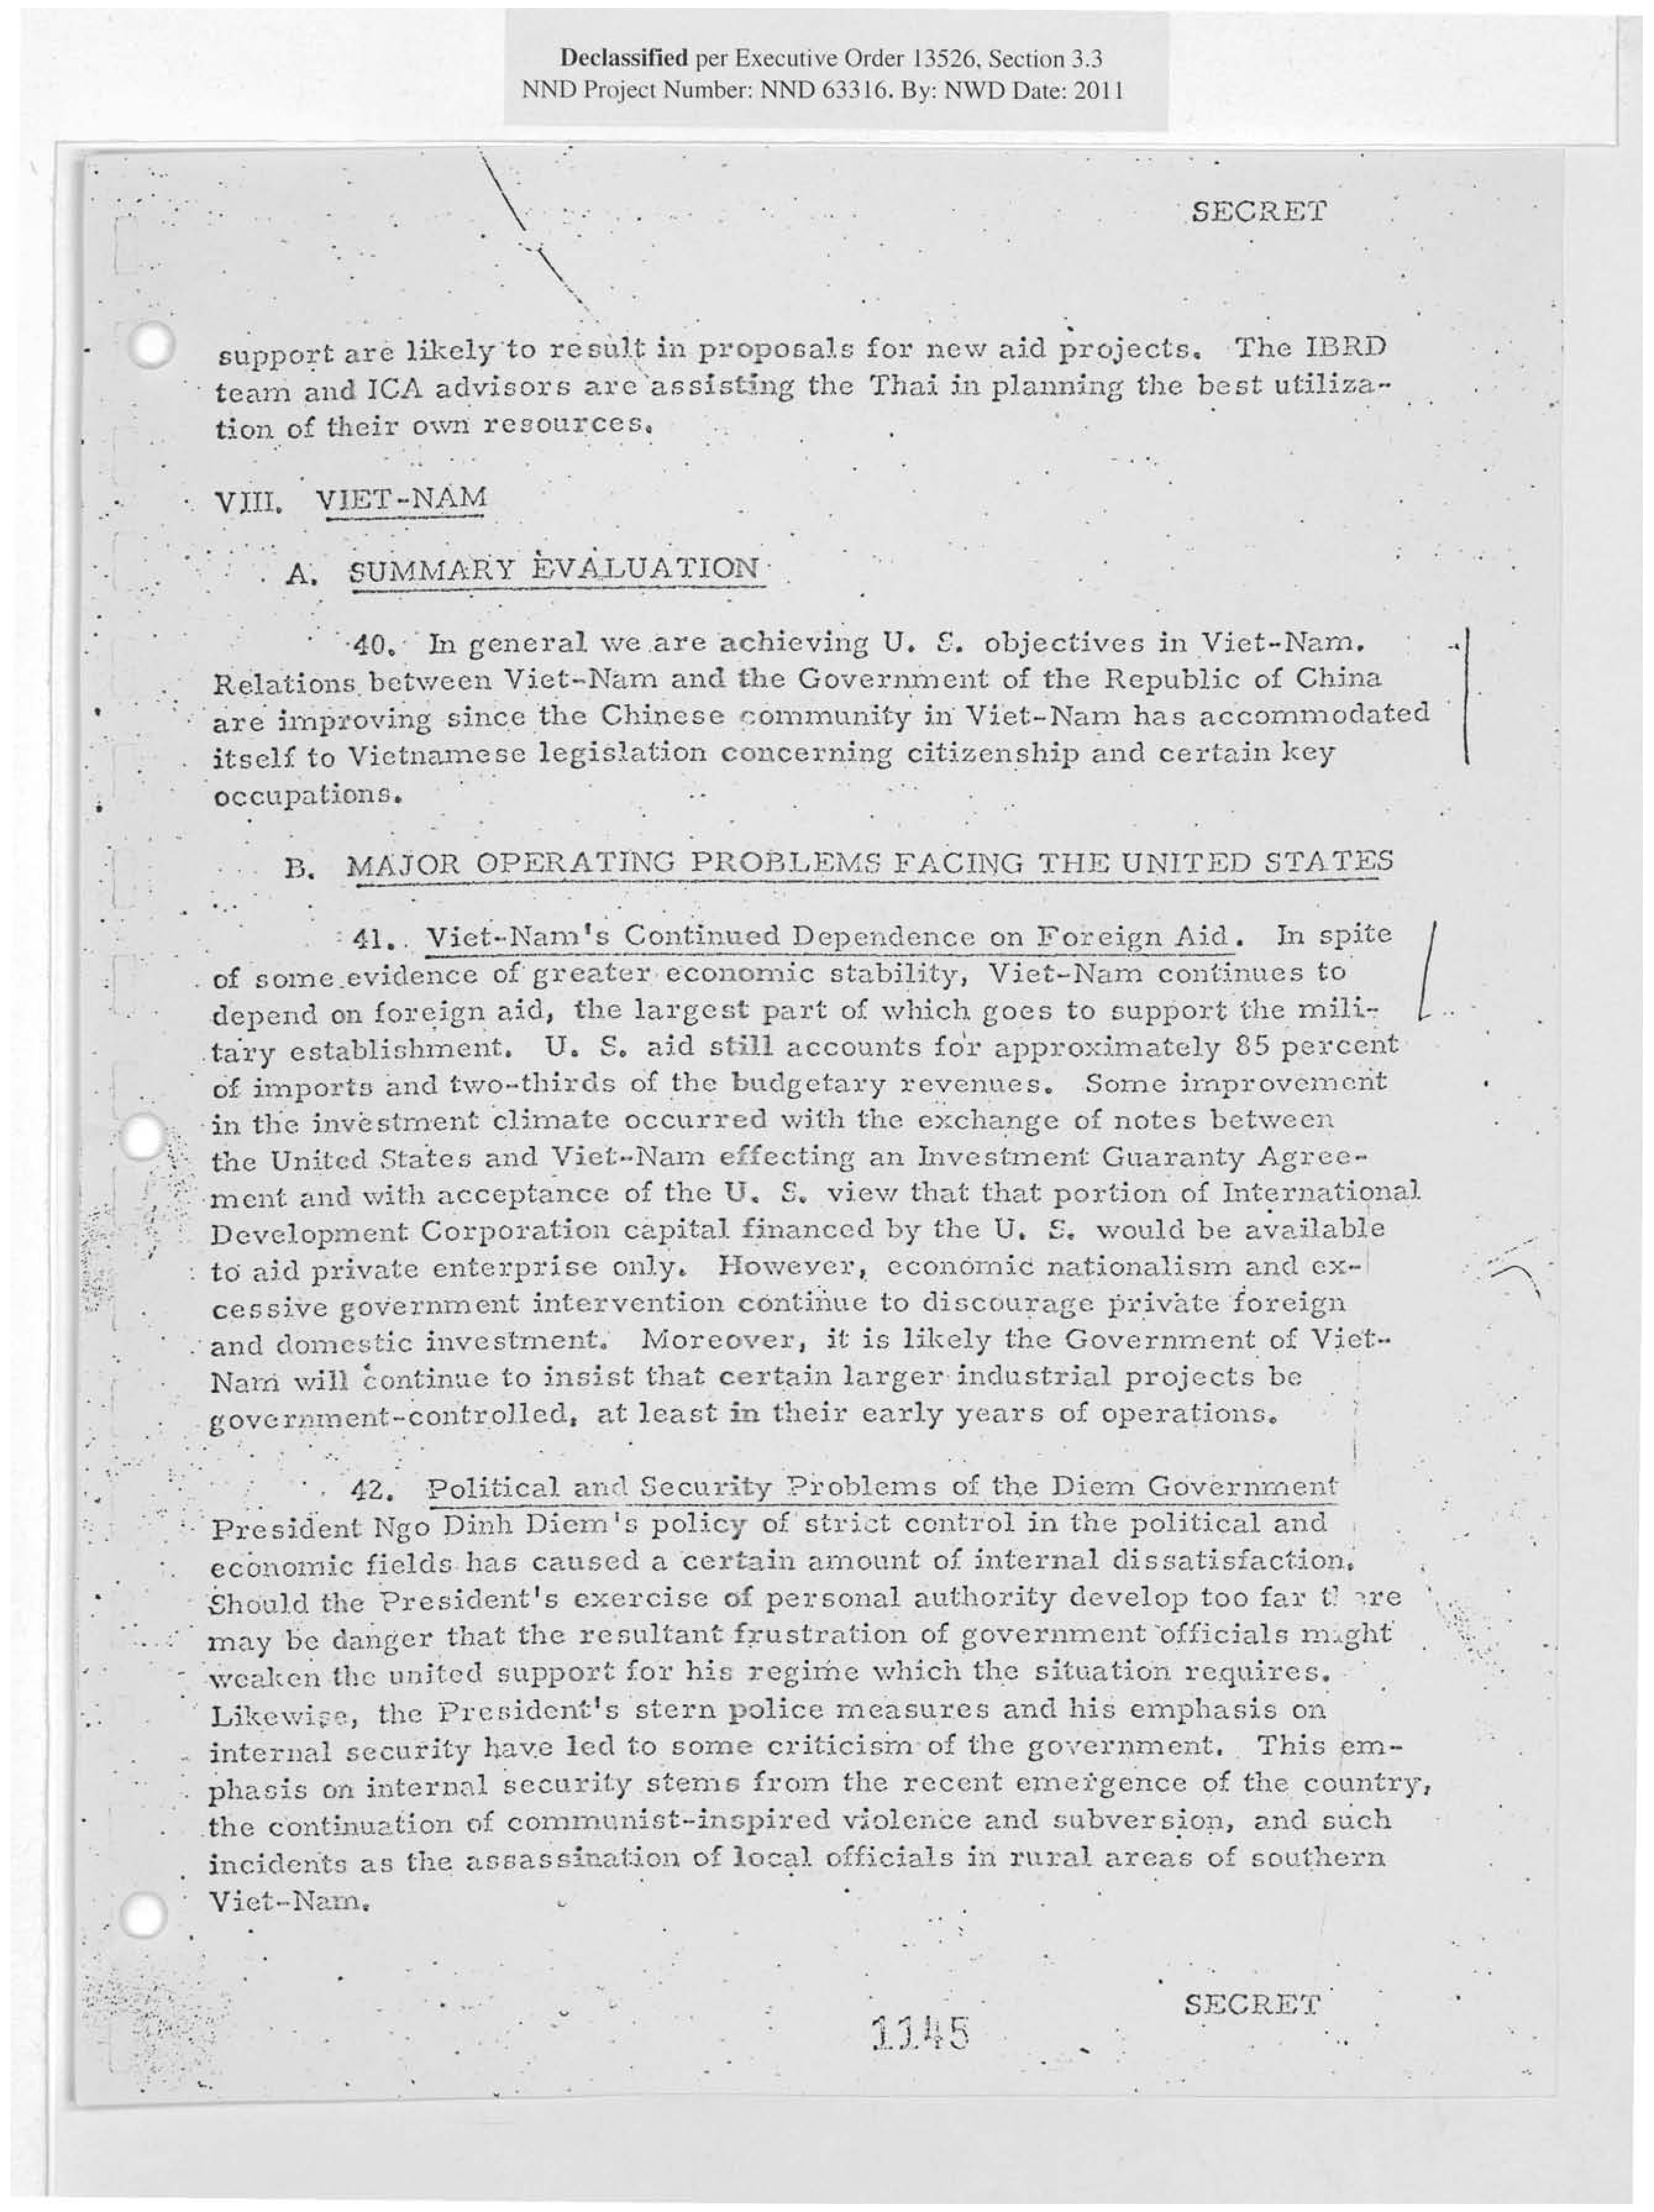 Declassified per Executive Order 13526, Section 3.3
NND Project Number: NND 63316. By: NWD Date: 2011
SECRET
support are likely to result in proposals for new aid projects. The IBRD
team and ICA advisors are assisting the Thai in planning the best utiliza-
tion of their own resources.
VIII. VIET-NAM
A. SUMMARY EVALUATION
40. In general we are achieving U. S. objectives in Viet-Nam.
Relations between Viet-Nam and the Government of the Republic of China
are improving since the Chinese community in Viet-Nam has accommodated
itself to Vietnamese legislation concerning citizenship and certain key
occupations.
B. MAJOR OPERATING PROBLEMS FACING THE UNITED STATES
41. Viet-Nam's Continued Dependence on Foreign Aid. In spite
of some evidence of greater economic stability, Viet-Nam continues to
depend on foreign aid, the largest part of which goes to support the mili-
tary establishment. U. S. aid still accounts for approximately 85 percent
of imports and two-thirds of the budgetary revenues. Some improvement
in the investment climate occurred with the exchange of notes between
the United States and Viet-Nam effecting an Investment Guaranty Agree-
ment and with acceptance of the U. S. view that that portion of International
Development Corporation capital financed by the U. S. would be available
to aid private enterprise only. However, economic nationalism and ex-
cessive government intervention continue to discourage private foreign
and domestic investment. Moreover, it is likely the Government of Viet-
Nam will continue to insist that certain larger industrial projects be
government-controlled, at least in their early years of operations.
42. Political and Security Problems of the Diem Government
President Ngo Dinh Diem's policy of strict control in the political and
economic fields has caused a certain amount of internal dissatisfaction.
Should the President's exercise of personal authority develop too far there
may be danger that the resultant frustration of government officials might
weaken the united support for his regime which the situation requires.
Likewise, the President's stern police measures and his emphasis on
internal security have led to some criticism of the government. This em-
phasis on internal security stems from the recent emergence of the country,
the continuation of communist-inspired violence and subversion, and such
incidents as the assassination of local officials in rural areas of southern
Viet-Nam.
SECRET
1145